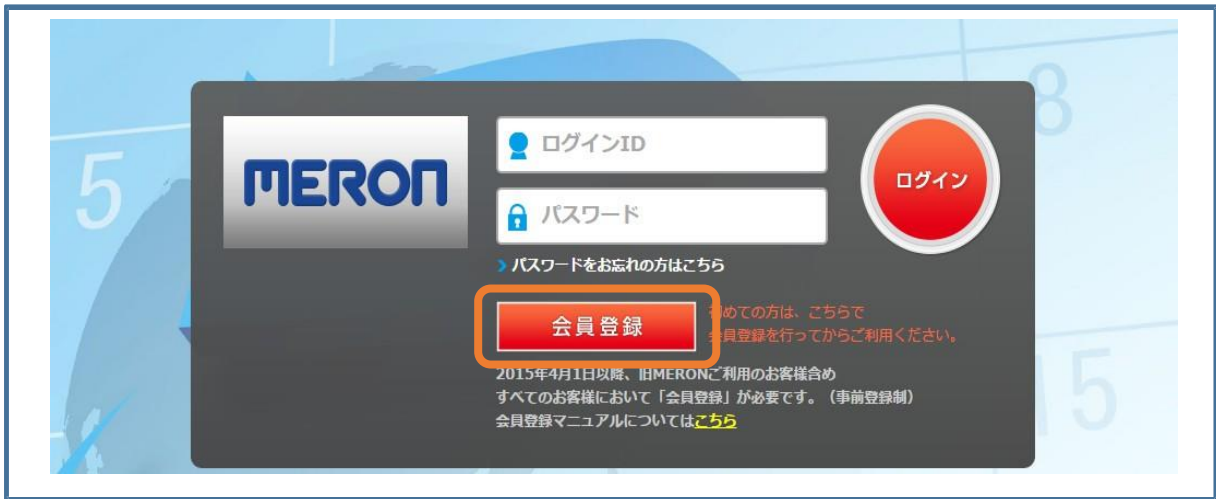 5
8
15
MERON
ログインID
パスワード
ログイン
パスワードをお忘れの方はこちら
会員登録
初めての方は、こちらで
会員登録を行ってからご利用ください。
2015年4月1日以降、旧MERONご利用のお客様含め
すべてのお客様において「会員登録」が必要です。(事前登録制)
会員登録マニュアルについてはこちら